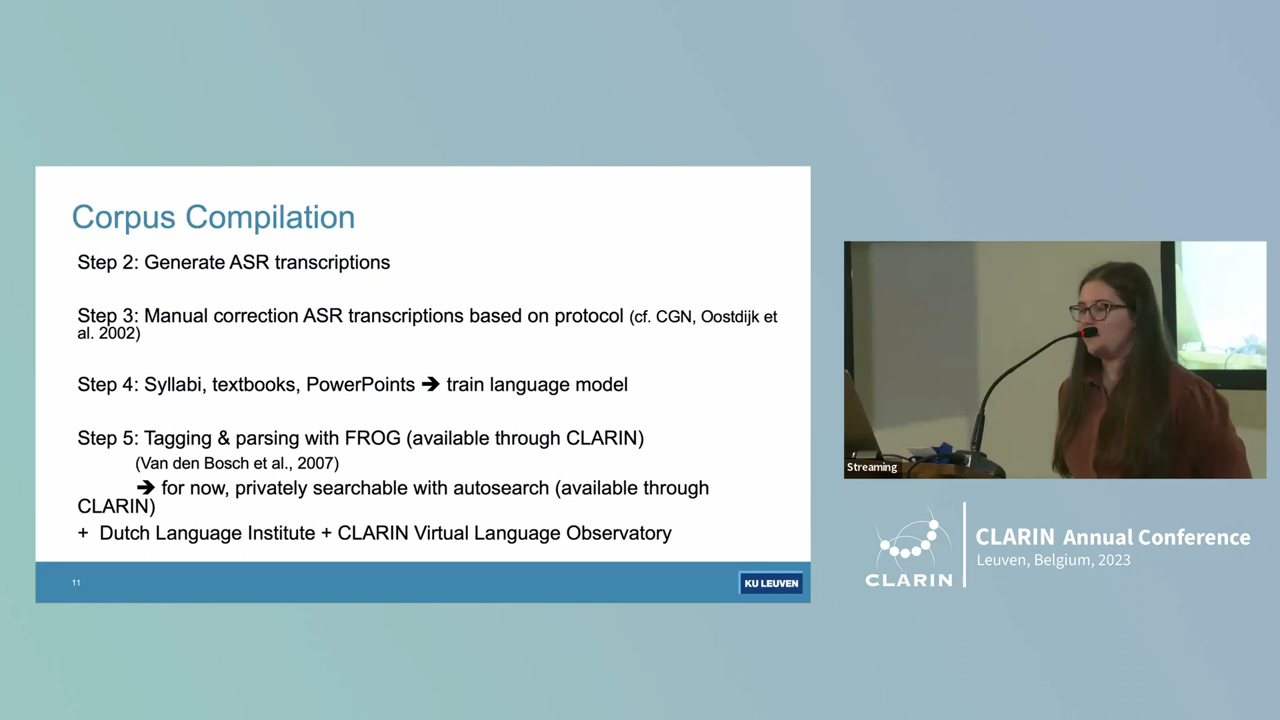 Corpus Compilation
Step 2: Generate ASR transcriptions
Step 3: Manual correction ASR transcriptions based on protocol (cf. CGN, Oostdijk et
al. 2002)
Step 4: Syllabi, textbooks, PowerPoints ➔ train language model
Step 5: Tagging & parsing with FROG (available through CLARIN)
(Van den Bosch et al., 2007)
➔ for now, privately searchable with autosearch (available through
CLARIN)
+ Dutch Language Institute + CLARIN Virtual Language Observatory
11
KU LEUVEN
Streaming
CLARIN
CLARIN Annual Conference
Leuven, Belgium, 2023